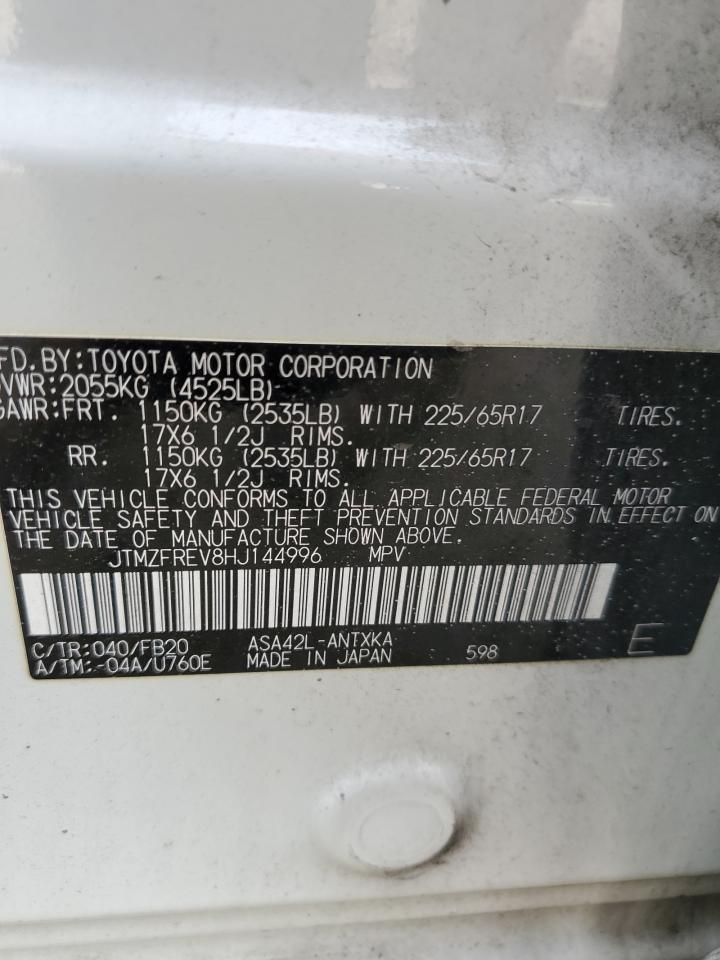 FD. BY: TOYOTA MOTOR CORPORATION
VWR: 2055KG (4525LB)
GAWR: FRT. 1150KG (2535LB) WITH 225/65R17 TIRES.
17X6 1/2J RIMS.
RR. 1150KG (2535LB) WITH 225/65R17 TIRES.
17X6 1/2J RIMS.
THIS VEHICLE CONFORMS TO ALL APPLICABLE FEDERAL MOTOR
VEHICLE SAFETY AND THEFT PREVENTION STANDARDS IN EFFECT ON
THE DATE OF MANUFACTURE SHOWN ABOVE.
JTMZFREV8HJ144996 MPV
C/TR: 040/FB20 ASA42L-ANTXKA
A/TM: -04A/U760E MADE IN JAPAN 598 E